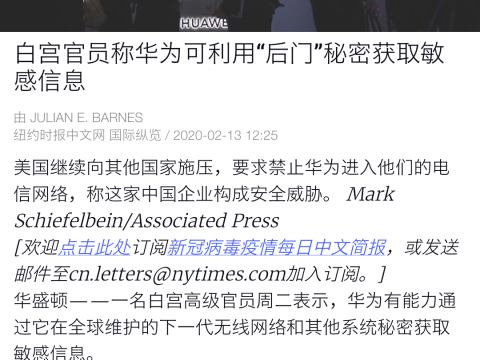 HUAWE
白宫官员称华为可利用“后门”秘密获取敏
感信息
由 JULIAN E. BARNES
纽约时报中文网 国际纵览 / 2020-02-13 12:25
美国继续向其他国家施压，要求禁止华为进入他们的电
信网络，称这家中国企业构成安全威胁。 Mark
Schiefelbein/Associated Press
[欢迎点击此处订阅新冠病毒疫情每日中文简报，或发送
邮件至cn.letters@nytimes.com加入订阅。]
华盛顿——一名白宫高级官员周二表示，华为有能力通
过它在全球维护的下一代无线网络和其他系统秘密获取
敏感信息。